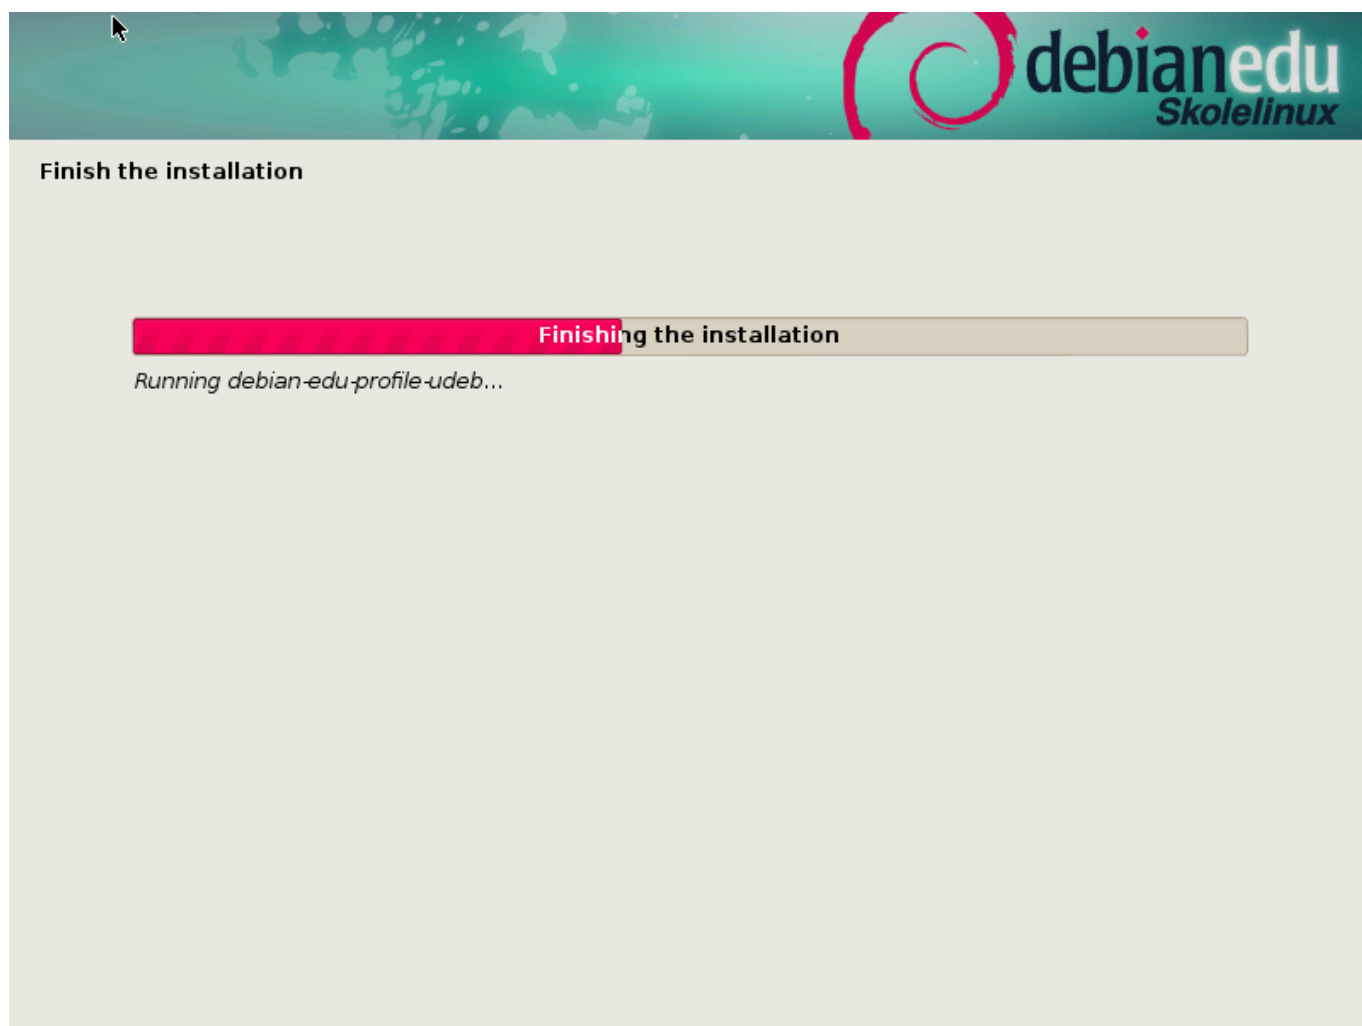 debianedu
Skolelinux
Finish the installation
Finishing the installation
Running debian-edu-profile-udeb...